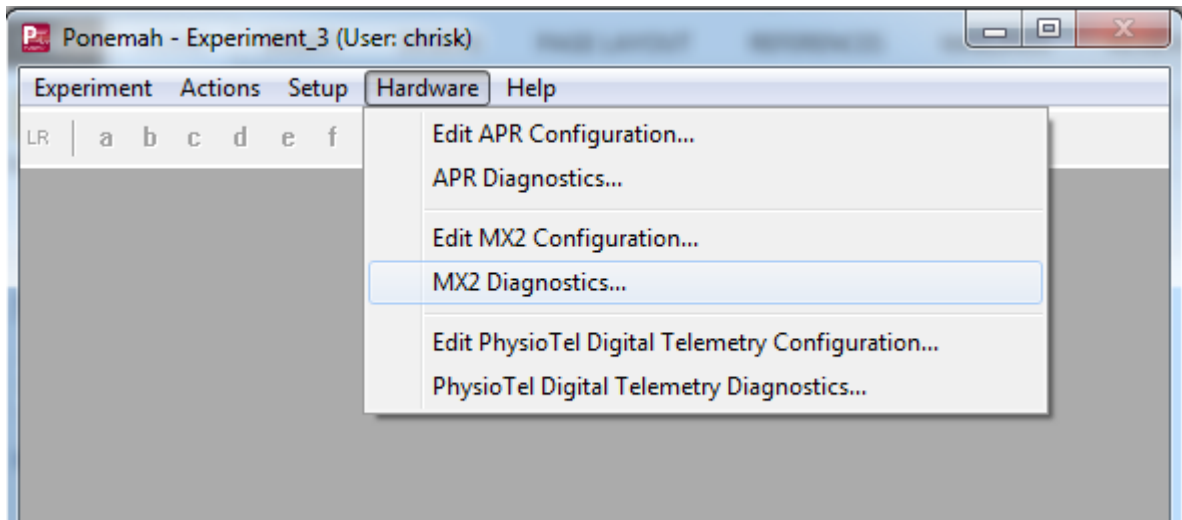 Ponemah - Experiment_3 (User: chrisk)
Experiment Actions Setup Hardware Help
LR a b c d e f
Edit APR Configuration...
APR Diagnostics...
Edit MX2 Configuration...
MX2 Diagnostics...
Edit PhysioTel Digital Telemetry Configuration...
PhysioTel Digital Telemetry Diagnostics...